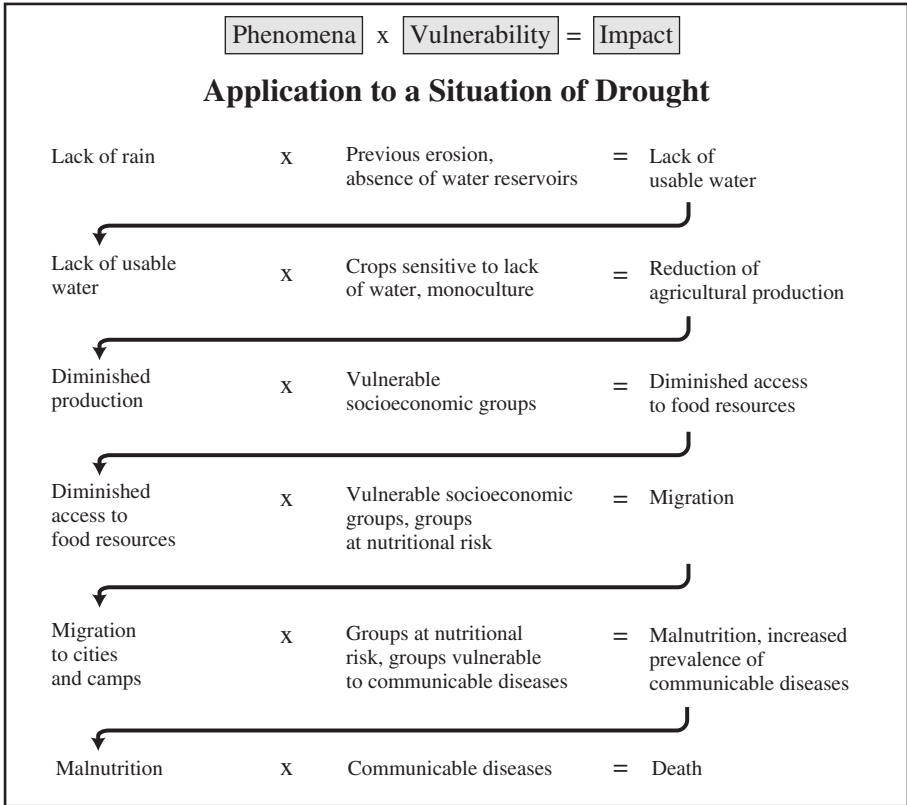 Phenomena x Vulnerability = Impact
Application to a Situation of Drought
Lack of rain
x
Previous erosion,
absence of water reservoirs
=
Lack of
usable water
Lack of usable
water
x
Crops sensitive to lack
of water, monoculture
=
Reduction of
agricultural production
Diminished
production
x
Vulnerable
socioeconomic groups
=
Diminished access
to food resources
Diminished
access to
food resources
x
Vulnerable socioeconomic
groups, groups
at nutritional risk
=
Migration
Migration
to cities
and camps
x
Groups at nutritional
risk, groups vulnerable
to communicable diseases
=
Malnutrition, increased
prevalence of
communicable diseases
Malnutrition
x
Communicable diseases
=
Death